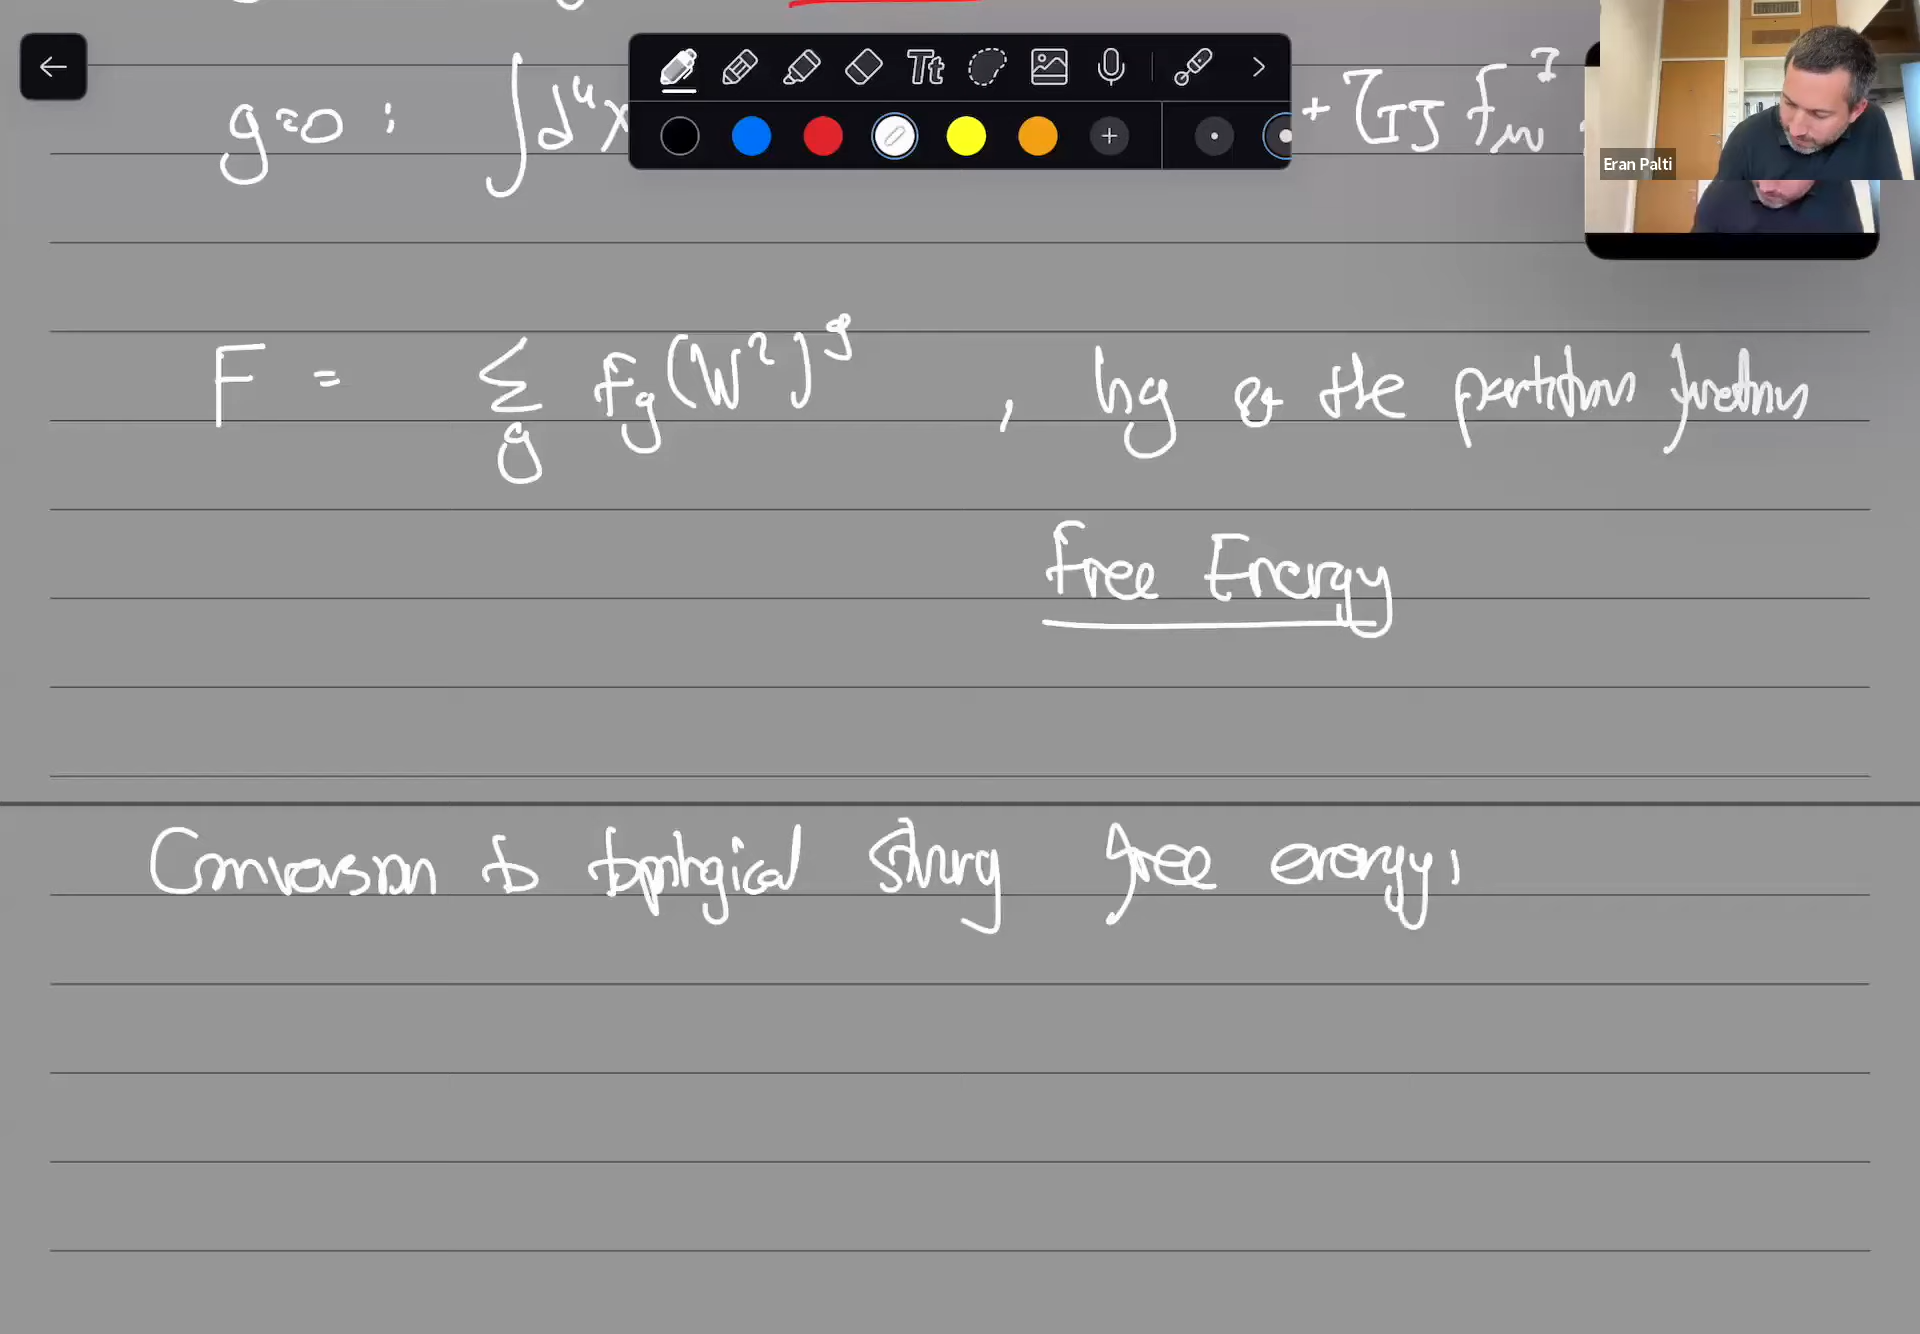 g=0 : ∫d⁴x + τ_IJ F_μν^I
Eran Palti
F = Σ_g F_g (W²)^g , log of the partition function
Free Energy
Conversion to topological string free energy: